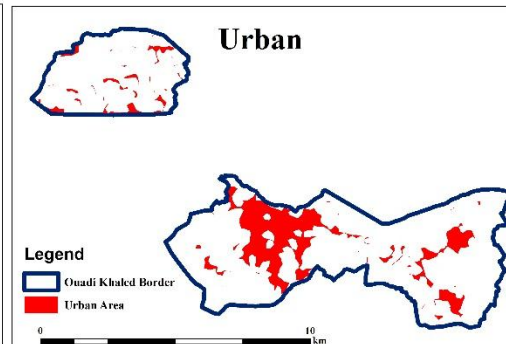 Urban
Legend
Ouadi Khaled Border
Urban Area
0 10
km